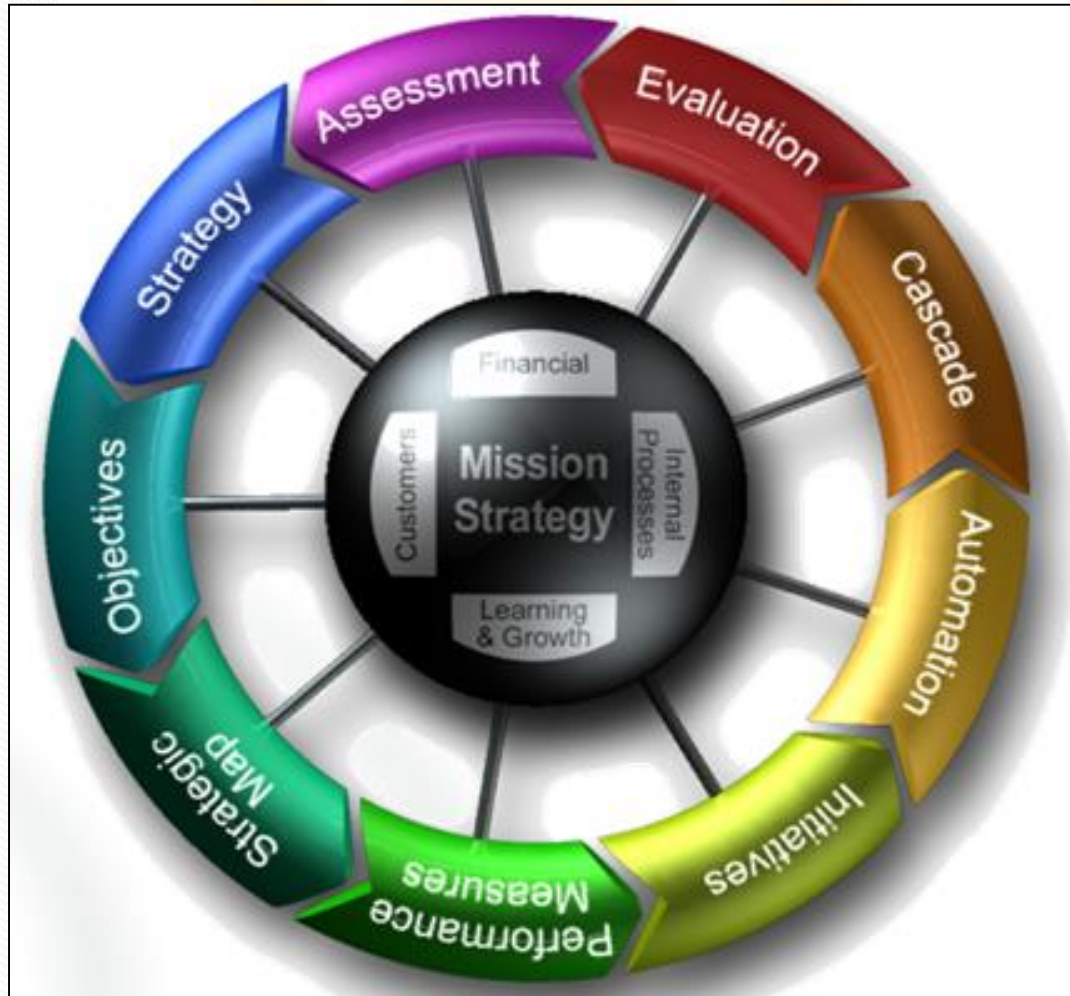 Assessment
Evaluation
Cascade
Automation
Initiatives
Performance
Measures
Strategic
Map
Objectives
Strategy
Financial
Customers
Mission
Strategy
Internal
Processes
Learning
& Growth